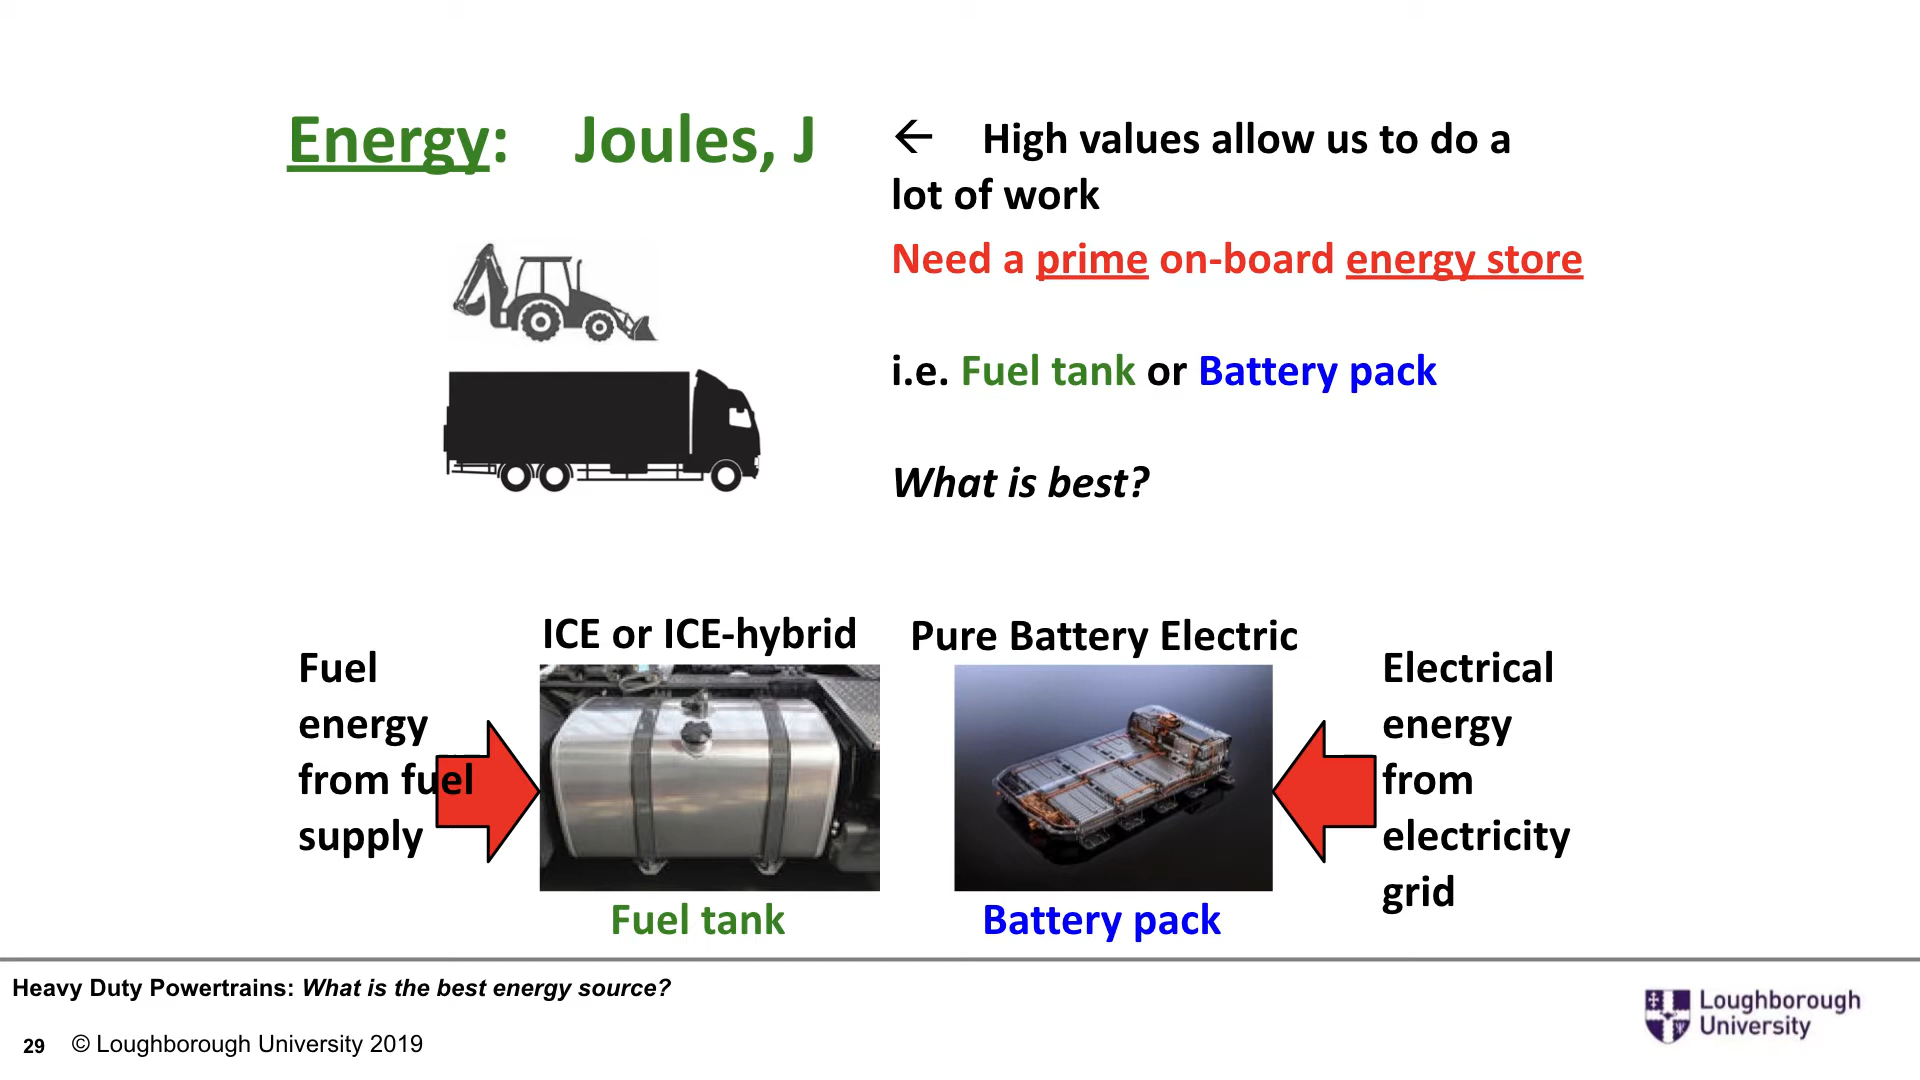 Energy: Joules, J
← High values allow us to do a
lot of work
Need a prime on-board energy store
i.e. Fuel tank or Battery pack
What is best?
ICE or ICE-hybrid
Pure Battery Electric
Fuel
energy
from fuel
supply
Electrical
energy
from
electricity
grid
Fuel tank
Battery pack
Heavy Duty Powertrains: What is the best energy source?
29 © Loughborough University 2019
Loughborough
University